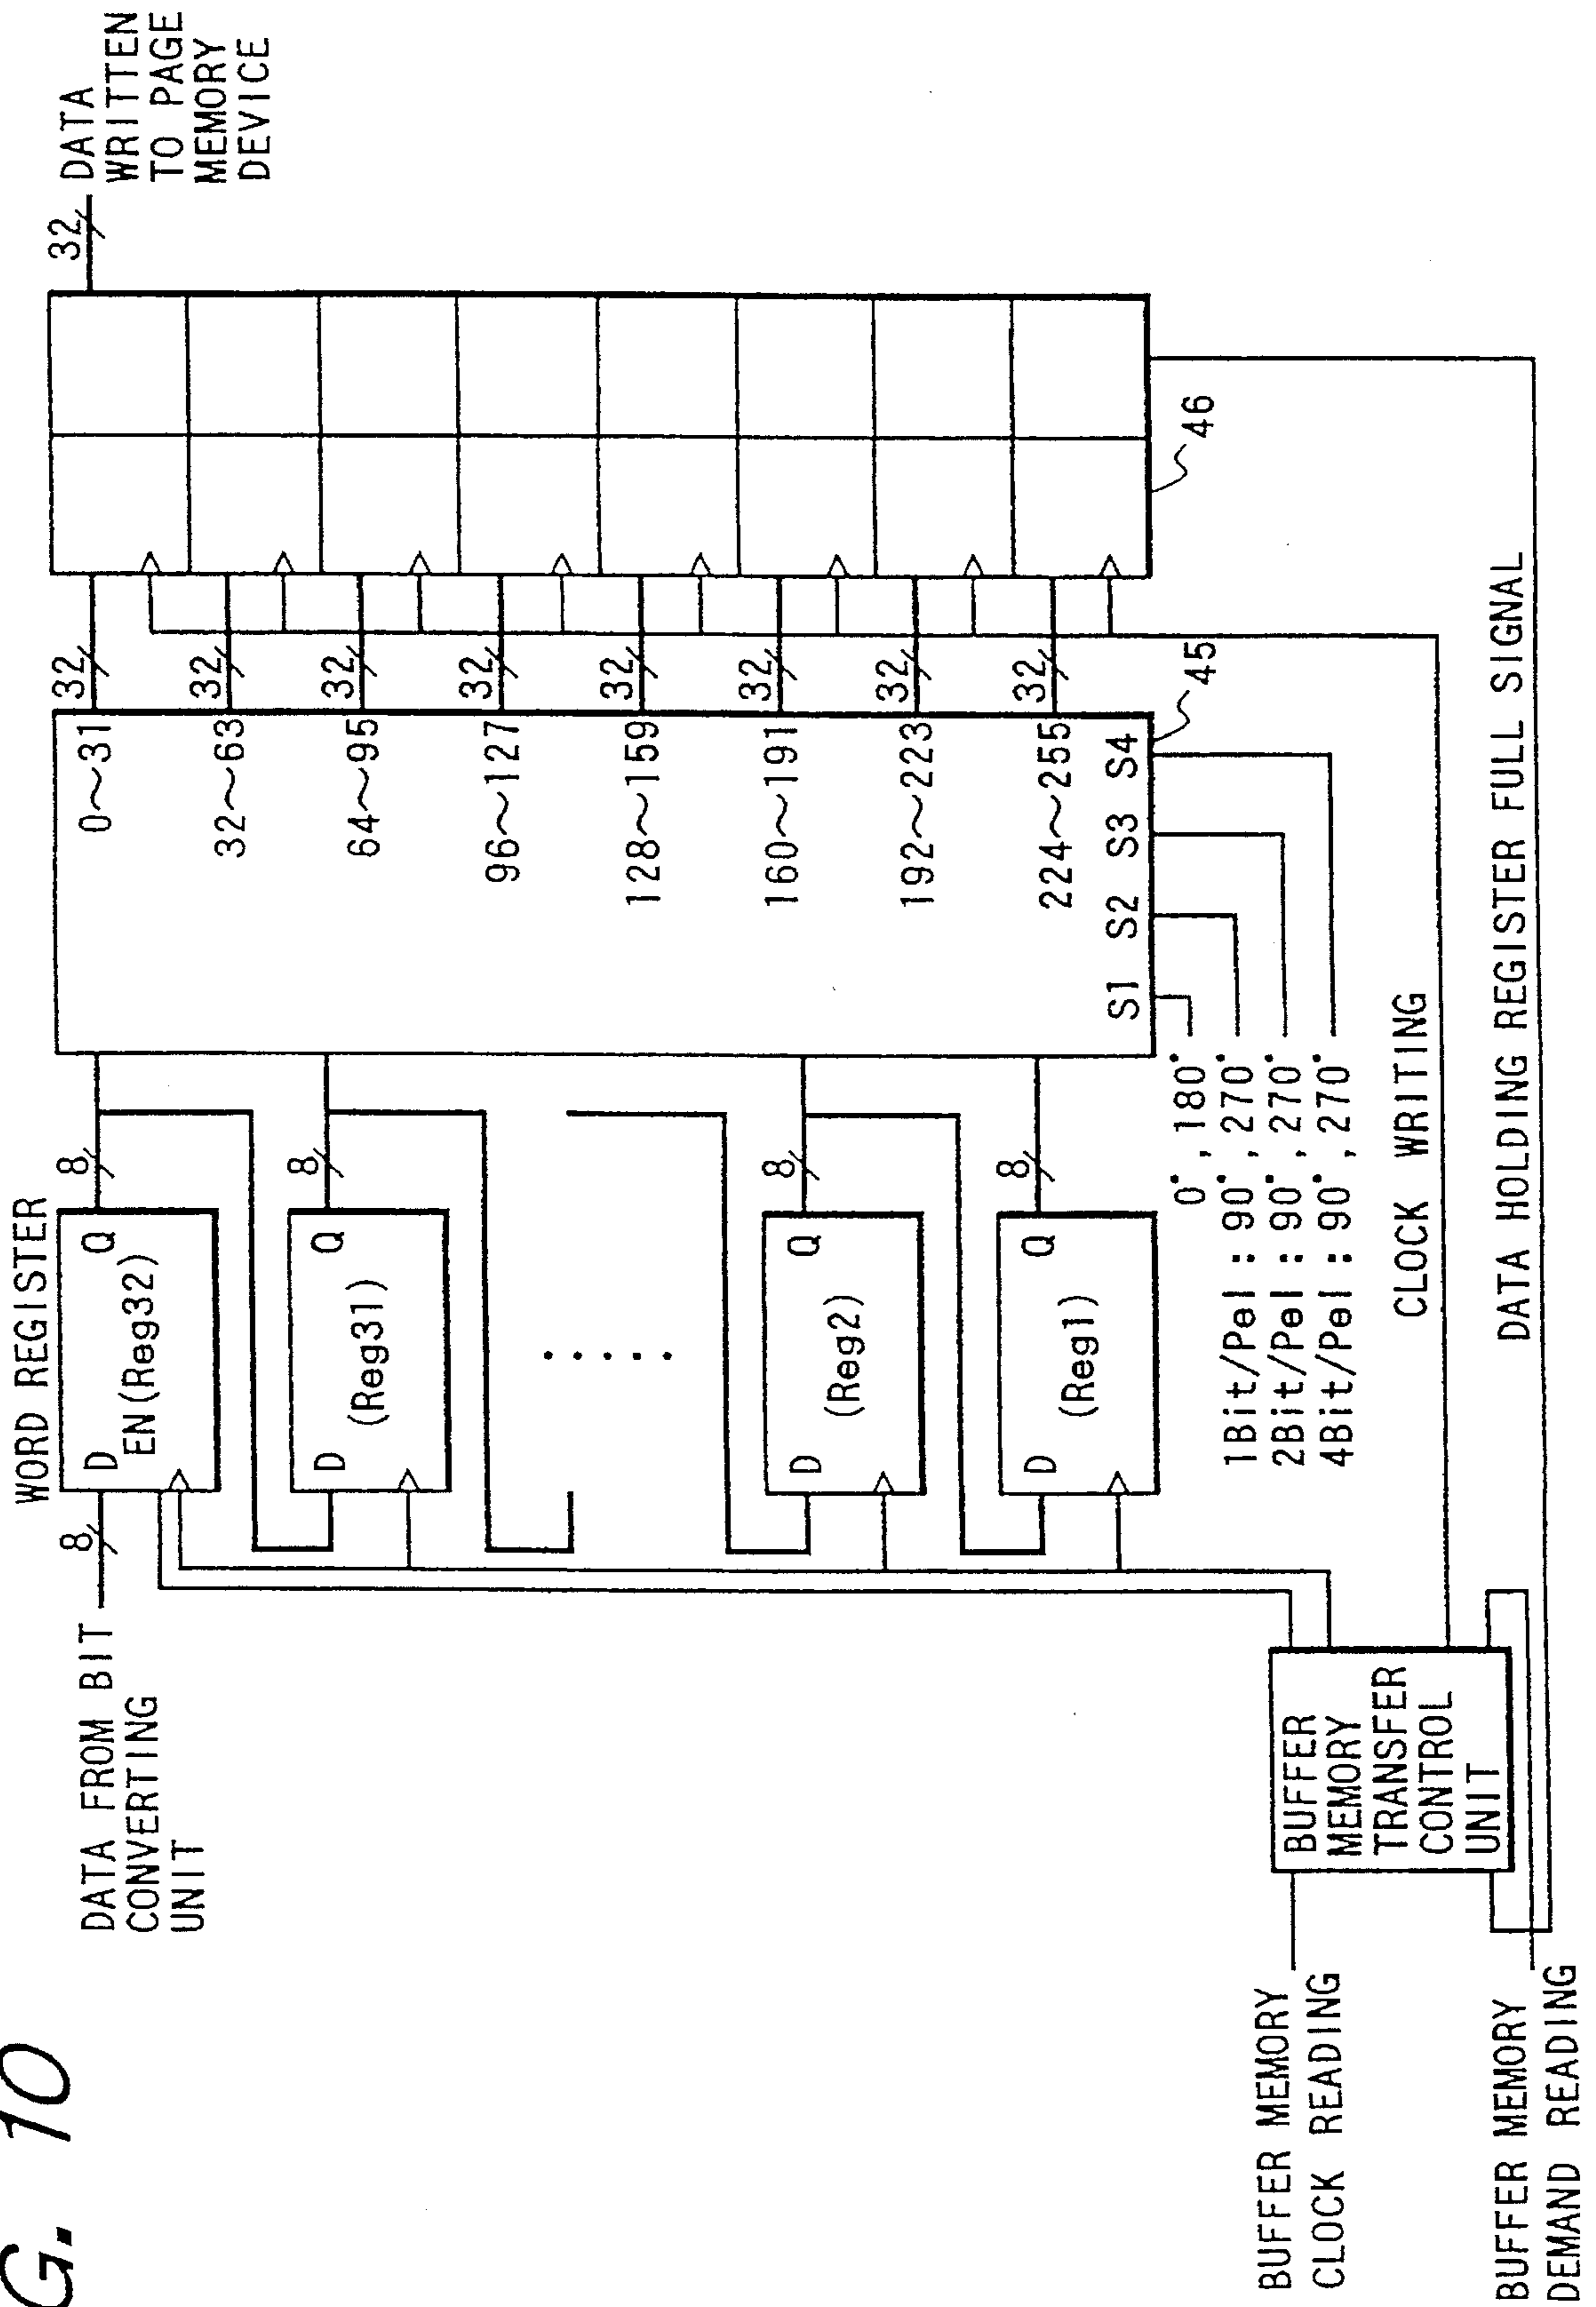 G. 10
DATA FROM BIT
CONVERTING
UNIT
8
WORD REGISTER
D
Q
EN(Reg32)
8
D
Q
(Reg31)
8
.....
D
Q
(Reg2)
8
D
Q
(Reg1)
8
0~31
32~63
64~95
96~127
128~159
160~191
192~223
224~255
S1 S2 S3 S4
45
32
32
32
32
32
32
32
32
46
32
DATA
WRITTEN
TO PAGE
MEMORY
DEVICE
0°,180°
1Bit/Pel : 90°,270°
2Bit/Pel : 90°,270°
4Bit/Pel : 90°,270°
CLOCK WRITING
DATA HOLDING REGISTER FULL SIGNAL
BUFFER
MEMORY
TRANSFER
CONTROL
UNIT
BUFFER MEMORY
CLOCK READING
BUFFER MEMORY
DEMAND READING